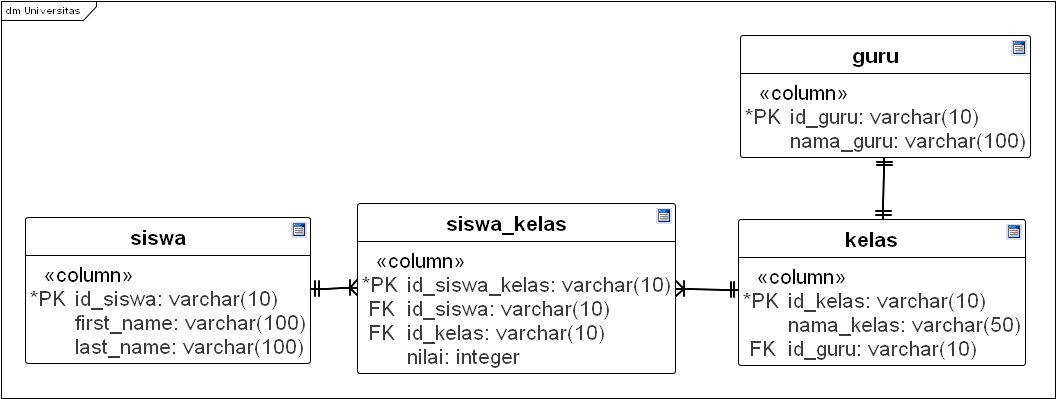 dm Universitas
guru
«column»
*PK id_guru: varchar(10)
nama_guru: varchar(100)
siswa
«column»
*PK id_siswa: varchar(10)
first_name: varchar(100)
last_name: varchar(100)
siswa_kelas
«column»
*PK id_siswa_kelas: varchar(10)
FK id_siswa: varchar(10)
FK id_kelas: varchar(10)
nilai: integer
kelas
«column»
*PK id_kelas: varchar(10)
nama_kelas: varchar(50)
FK id_guru: varchar(10)